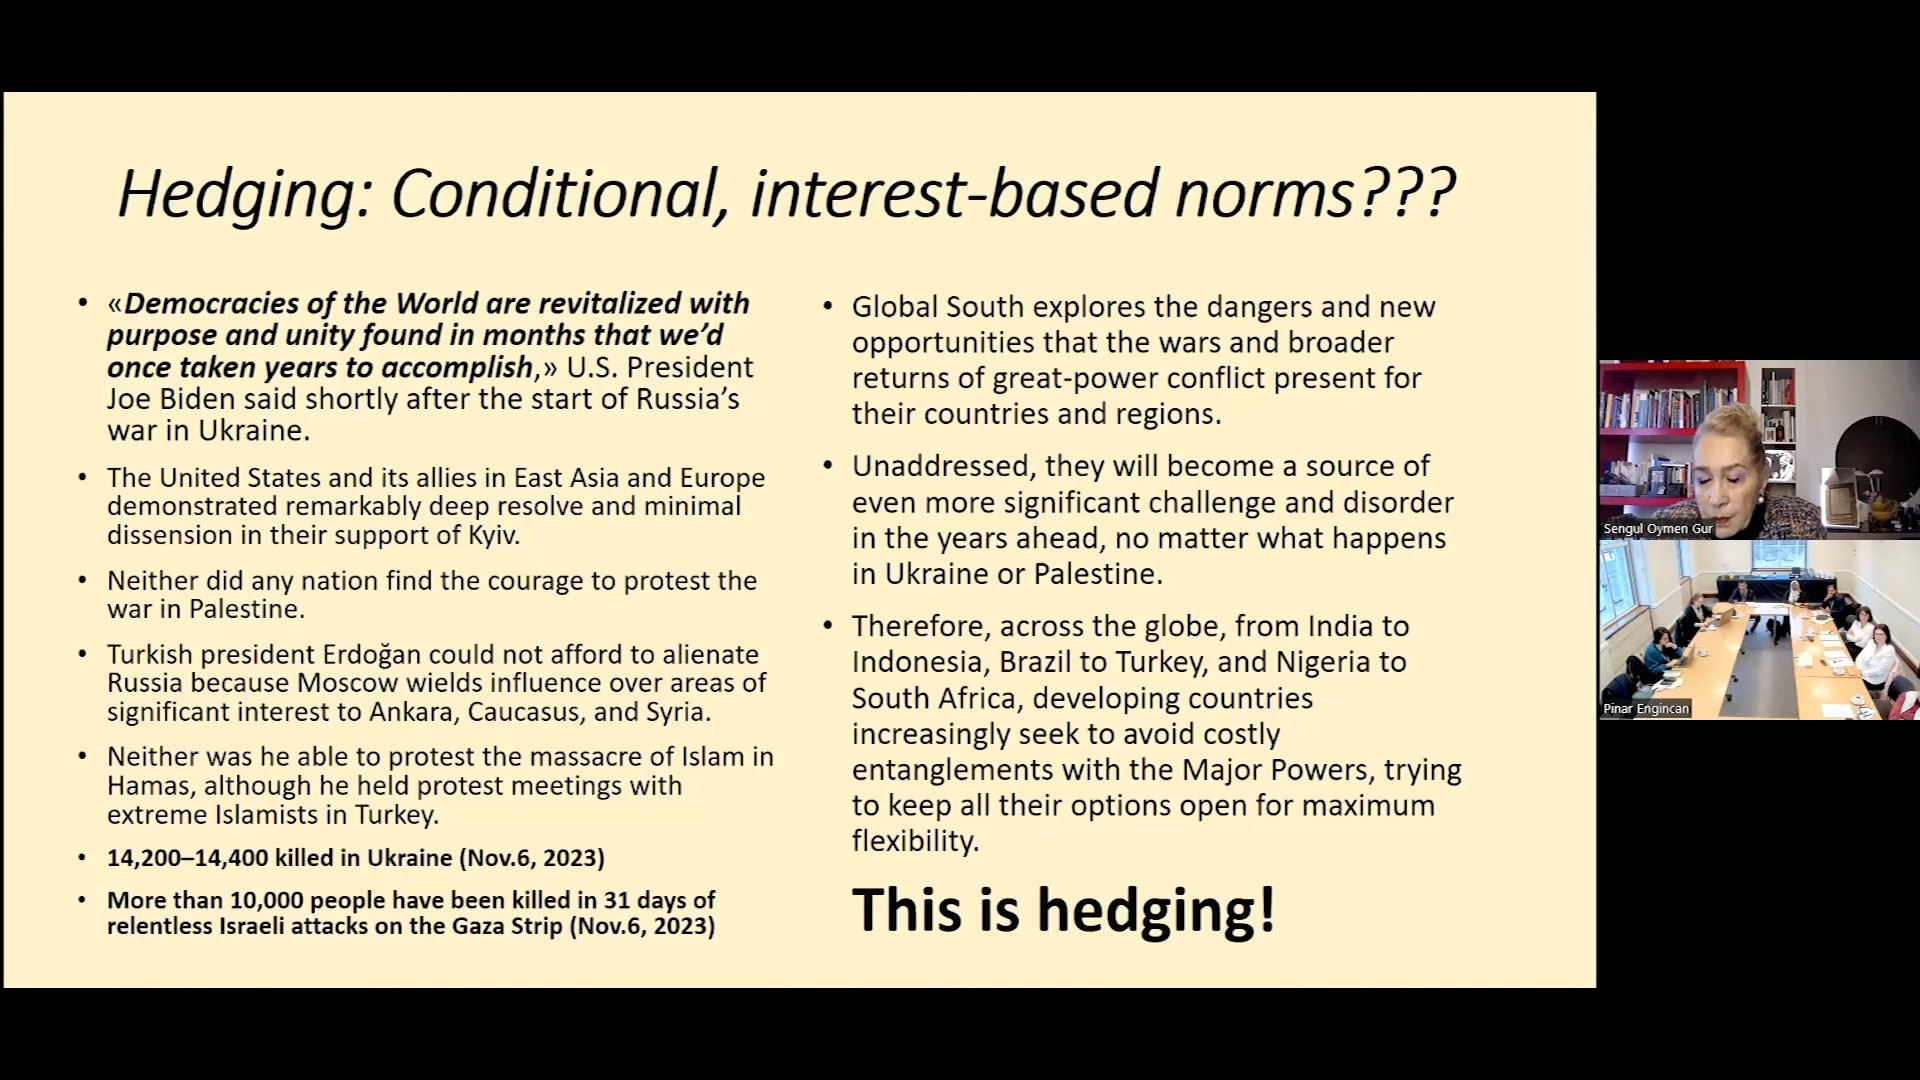 Hedging: Conditional, interest-based norms???
• «Democracies of the World are revitalized with
purpose and unity found in months that we’d
once taken years to accomplish,» U.S. President
Joe Biden said shortly after the start of Russia’s
war in Ukraine.
• The United States and its allies in East Asia and Europe
demonstrated remarkably deep resolve and minimal
dissension in their support of Kyiv.
• Neither did any nation find the courage to protest the
war in Palestine.
• Turkish president Erdoğan could not afford to alienate
Russia because Moscow wields influence over areas of
significant interest to Ankara, Caucasus, and Syria.
• Neither was he able to protest the massacre of Islam in
Hamas, although he held protest meetings with
extreme Islamists in Turkey.
• 14,200–14,400 killed in Ukraine (Nov.6, 2023)
• More than 10,000 people have been killed in 31 days of
relentless Israeli attacks on the Gaza Strip (Nov.6, 2023)
• Global South explores the dangers and new
opportunities that the wars and broader
returns of great-power conflict present for
their countries and regions.
• Unaddressed, they will become a source of
even more significant challenge and disorder
in the years ahead, no matter what happens
in Ukraine or Palestine.
• Therefore, across the globe, from India to
Indonesia, Brazil to Turkey, and Nigeria to
South Africa, developing countries
increasingly seek to avoid costly
entanglements with the Major Powers, trying
to keep all their options open for maximum
flexibility.
This is hedging!
Sengul Oymen Gur
Pinar Engincan